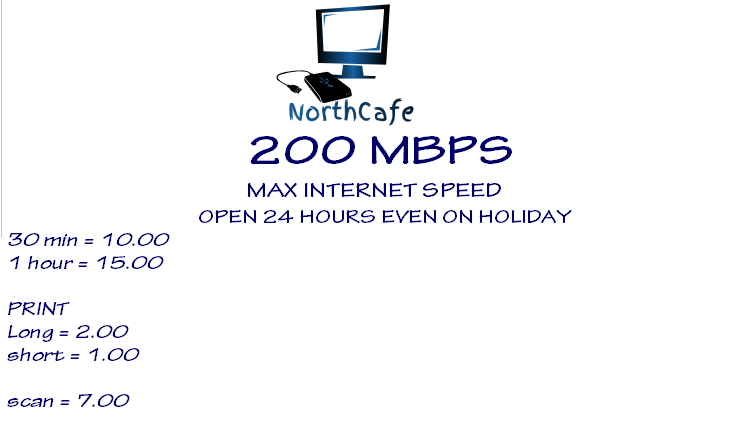 NorthCafe
200 MBPS
MAX INTERNET SPEED
OPEN 24 HOURS EVEN ON HOLIDAY
30 min = 10.00
1 hour = 15.00
PRINT
Long = 2.00
short = 1.00
scan = 7.00